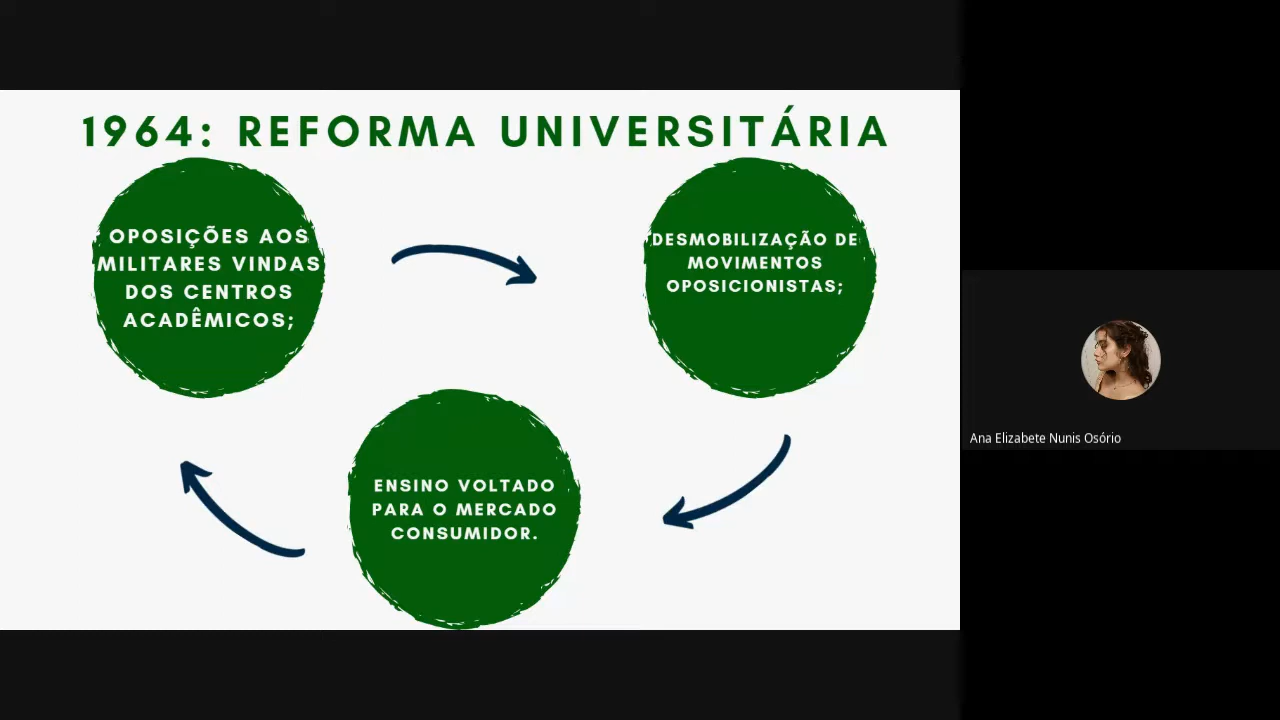 1964: REFORMA UNIVERSITÁRIA
OPOSIÇÕES AOS
MILITARES VINDAS
DOS CENTROS
ACADÊMICOS;
DESMOBILIZAÇÃO DE
MOVIMENTOS
OPOSICIONISTAS;
ENSINO VOLTADO
PARA O MERCADO
CONSUMIDOR.
Ana Elizabete Nunis Osório